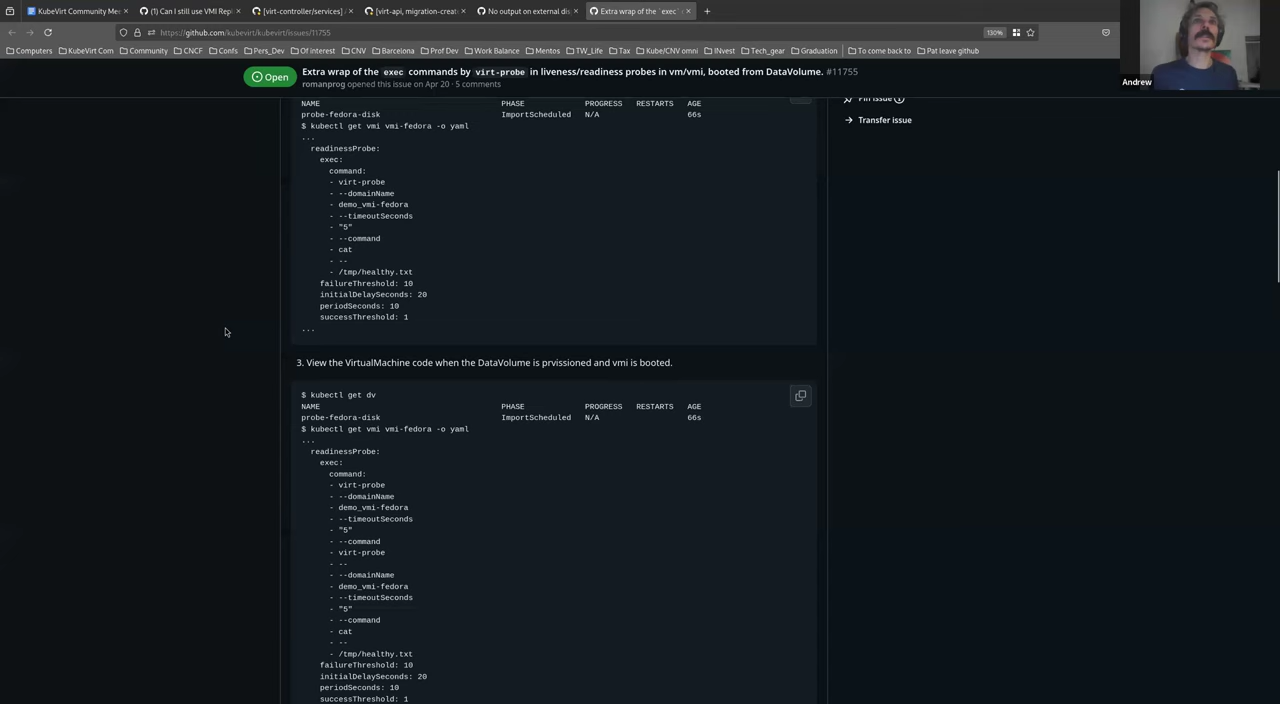 KubeVirt Community Mee
(1) Can I still use VMI Repl
[virt-controller/services] /
[virt-api, migration-creat
No output on external dis
Extra wrap of the `exec`
https://github.com/kubevirt/kubevirt/issues/11755
130%
Computers
KubeVirt Com
Community
CNCF
Confs
Pers_Dev
Of interest
CNV
Barcelona
Prof Dev
Work Balance
Mentos
TW_Life
Tax
Kube/CNV omni
INvest
Tech_gear
Graduation
To come back to
Pat leave github
Andrew
Open
Extra wrap of the exec commands by virt-probe in liveness/readiness probes in vm/vmi, booted from DataVolume. #11755
romanprog opened this issue on Apr 20 · 5 comments
Pin issue
Transfer issue
NAME PHASE PROGRESS RESTARTS AGE
probe-fedora-disk ImportScheduled N/A 66s
$ kubectl get vmi vmi-fedora -o yaml
...
readinessProbe:
exec:
command:
- virt-probe
- --domainName
- demo_vmi-fedora
- --timeoutSeconds
- "5"
- --command
- cat
- --
- /tmp/healthy.txt
failureThreshold: 10
initialDelaySeconds: 20
periodSeconds: 10
successThreshold: 1
...
3. View the VirtualMachine code when the DataVolume is prvissioned and vmi is booted.
$ kubectl get dv
NAME PHASE PROGRESS RESTARTS AGE
probe-fedora-disk ImportScheduled N/A 66s
$ kubectl get vmi vmi-fedora -o yaml
...
readinessProbe:
exec:
command:
- virt-probe
- --domainName
- demo_vmi-fedora
- --timeoutSeconds
- "5"
- --command
- virt-probe
- --
- --domainName
- demo_vmi-fedora
- --timeoutSeconds
- "5"
- --command
- cat
- --
- /tmp/healthy.txt
failureThreshold: 10
initialDelaySeconds: 20
periodSeconds: 10
successThreshold: 1